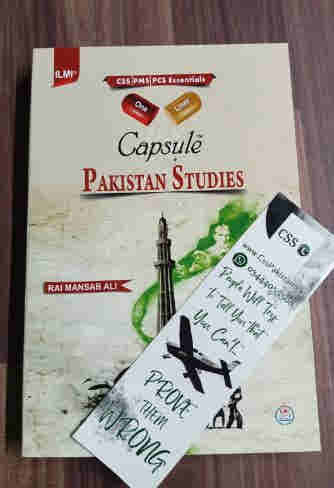 ILMI
CSS|PMS|PCS Essentials
One
Liner
Capsule™
PAKISTAN STUDIES
RAI MANSAB ALI
CSS
People Will Try
To Tell You that
You Can't...
PROVE
THEM
WRONG